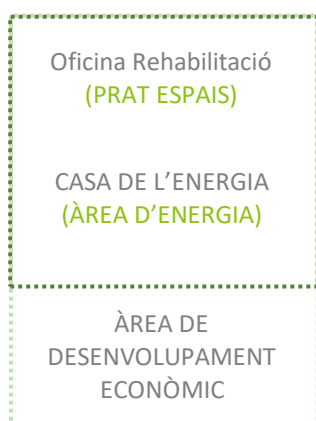 Oficina Rehabilitació
(PRAT ESPAIS)
CASA DE L’ENERGIA
(ÀREA D’ENERGIA)
ÀREA DE
DESENVOLUPAMENT
ECONÒMIC